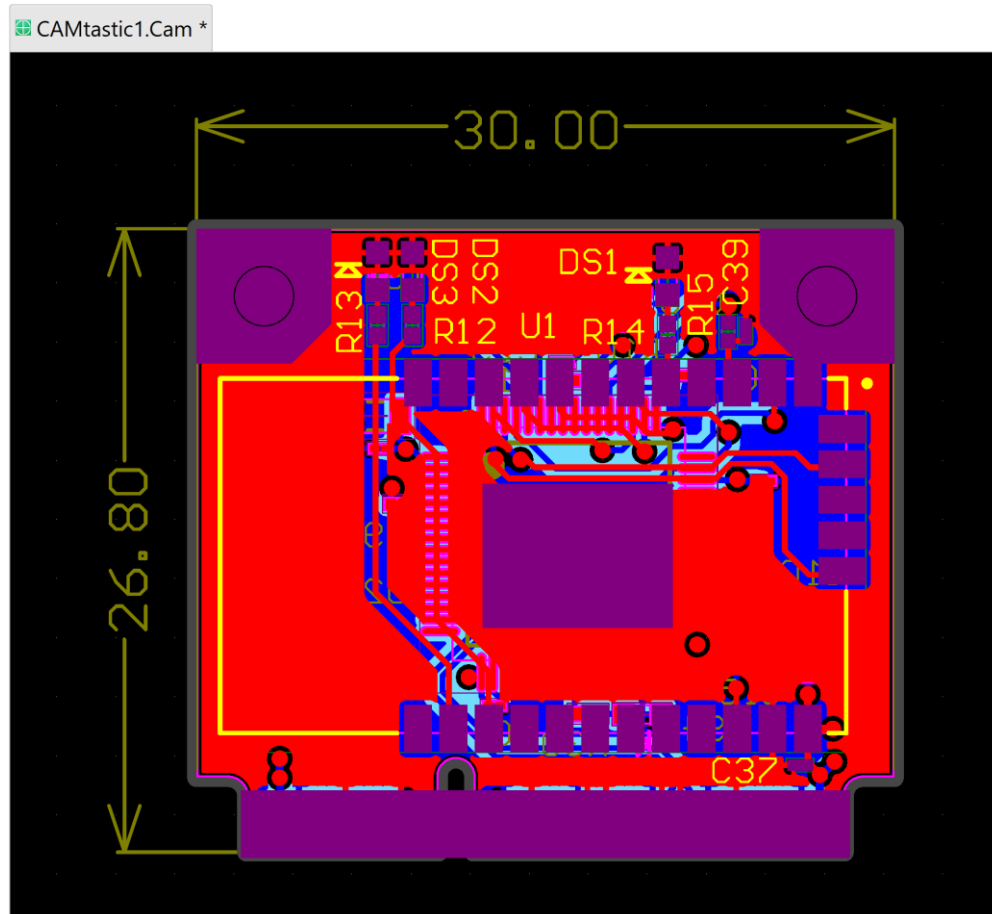 CAMtastic1.Cam *
30.00
26.80
DS3
DS2
DS1
C39
R13
R12
U1
R14
R15
C37